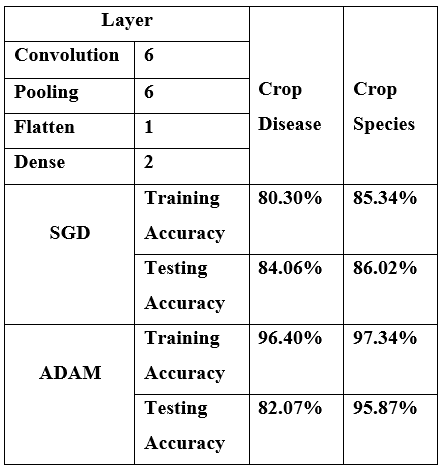 Layer
Convolution 6
Pooling 6
Flatten 1
Dense 2
Crop
Disease
Crop
Species
SGD
Training
Accuracy
80.30% 85.34%
Testing
Accuracy
84.06% 86.02%
ADAM
Training
Accuracy
96.40% 97.34%
Testing
Accuracy
82.07% 95.87%